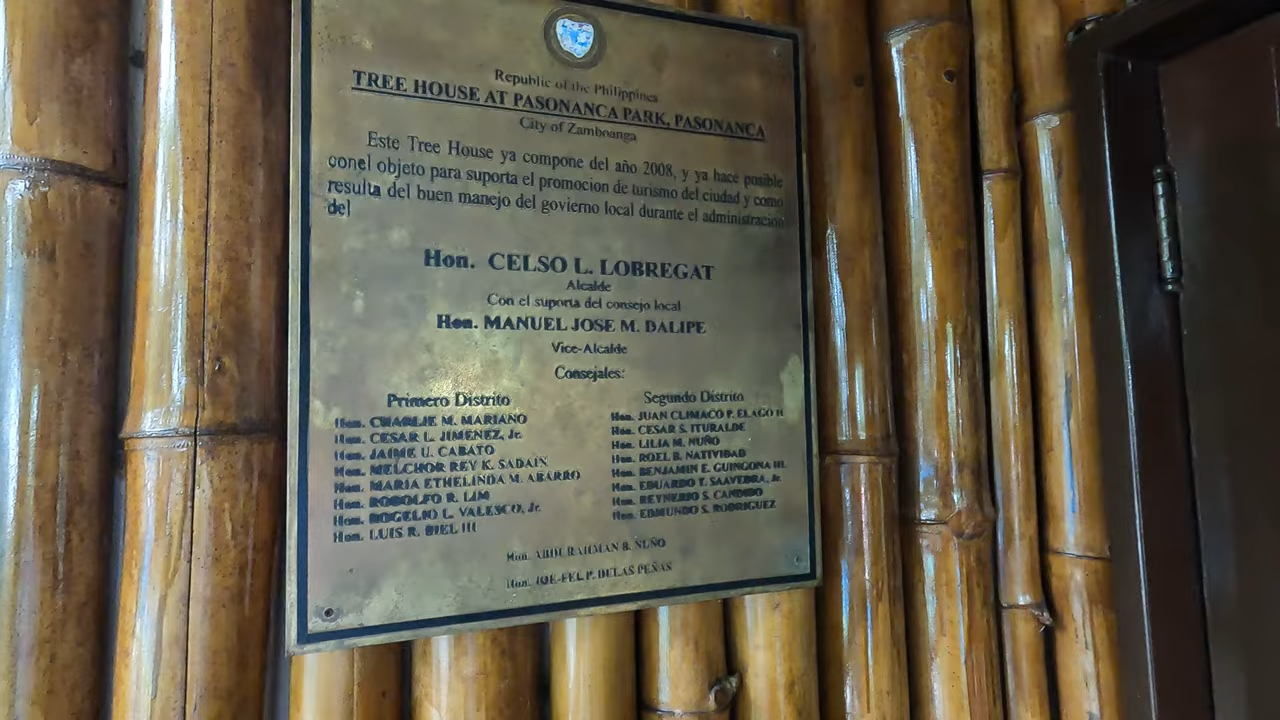 Republic of the Philippines
TREE HOUSE AT PASONANCA PARK, PASONANCA
City of Zamboanga
Este Tree House ya compone del año 2008, y ya hace posible
conel objeto para suporta el promocion de turismo del ciudad y como
resulta del buen manejo del govierno local durante el administracion
del
Hon. CELSO L. LOBREGAT
Alcalde
Con el suporta del consejo local
Hon. MANUEL JOSE M. DALIPE
Vice-Alcalde
Consejales:
Primero Distrito
Hon. CHARLIE M. MARIANO
Hon. CESAR L. JIMENEZ, Jr.
Hon. JAIME U. CABATO
Hon. MELCHOR REY K. SADAIN
Hon. MARIA ETHELINDA M. ABARRO
Hon. RODOLFO R. LIM
Hon. ROGELIO L. VALESCO, Jr.
Hon. LUIS R. BIEL III
Segundo Distrito
Hon. JUAN CLIMACO P. ELAGO II
Hon. CESAR S. ITURALDE
Hon. LILIA M. NUÑO
Hon. ROEL B. NATIVIDAD
Hon. BENJAMIN E. GUINGONA III
Hon. EDUARDO T. SAAVEDRA, Jr.
Hon. REYNERIO S. CANDIDO
Hon. EDMUNDO S. RODRIGUEZ
Hon. ABDURAHMAN B. NUÑO
Hon. JOE-FEL P. DELAS PEÑAS